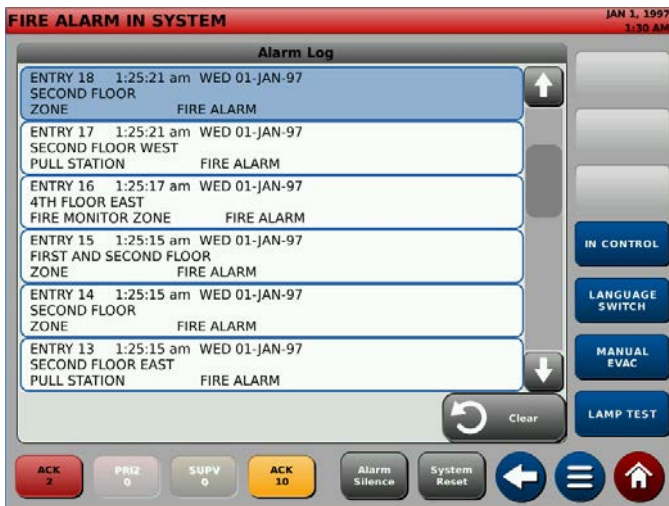 FIRE ALARM IN SYSTEM
JAN 1, 1997
1:30 AM
Alarm Log
ENTRY 18 1:25:21 am WED 01-JAN-97
SECOND FLOOR
ZONE FIRE ALARM
ENTRY 17 1:25:21 am WED 01-JAN-97
SECOND FLOOR WEST
PULL STATION FIRE ALARM
ENTRY 16 1:25:17 am WED 01-JAN-97
4TH FLOOR EAST
FIRE MONITOR ZONE FIRE ALARM
ENTRY 15 1:25:15 am WED 01-JAN-97
FIRST AND SECOND FLOOR
ZONE FIRE ALARM
ENTRY 14 1:25:15 am WED 01-JAN-97
SECOND FLOOR
ZONE FIRE ALARM
ENTRY 13 1:25:15 am WED 01-JAN-97
SECOND FLOOR EAST
PULL STATION FIRE ALARM
Clear
IN CONTROL
LANGUAGE
SWITCH
MANUAL
EVAC
LAMP TEST
ACK
2
PRI2
0
SUPV
0
ACK
10
Alarm
Silence
System
Reset